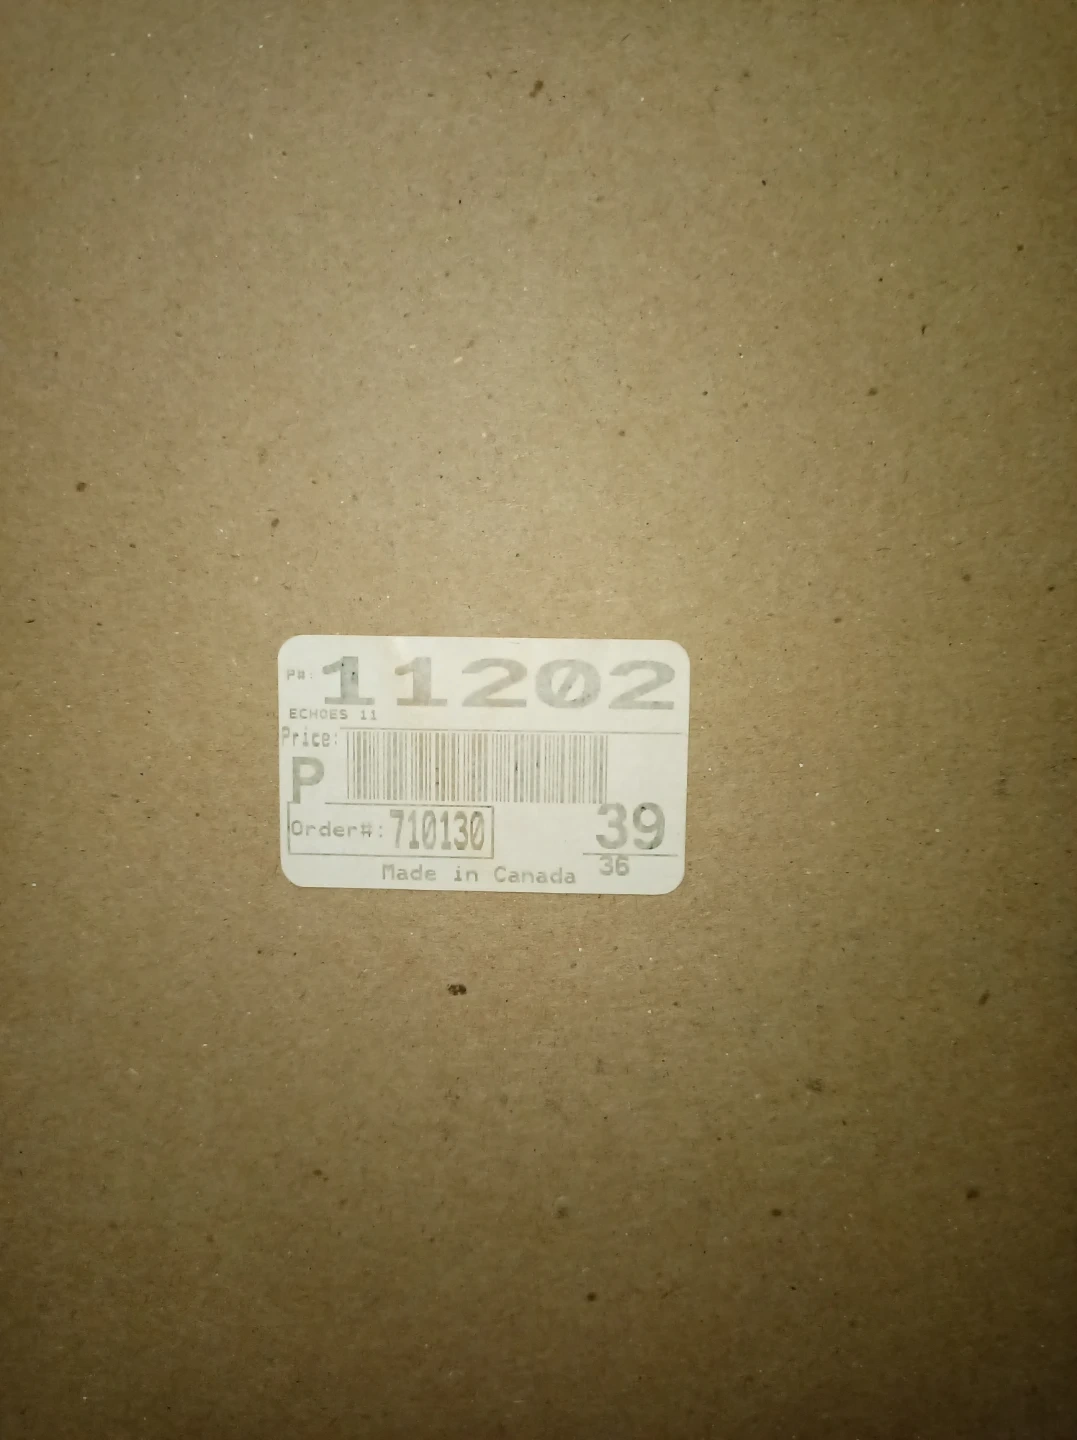 P#: 11202
ECHOES 11
Price:
P
Order#: 710130
39
36
Made in Canada